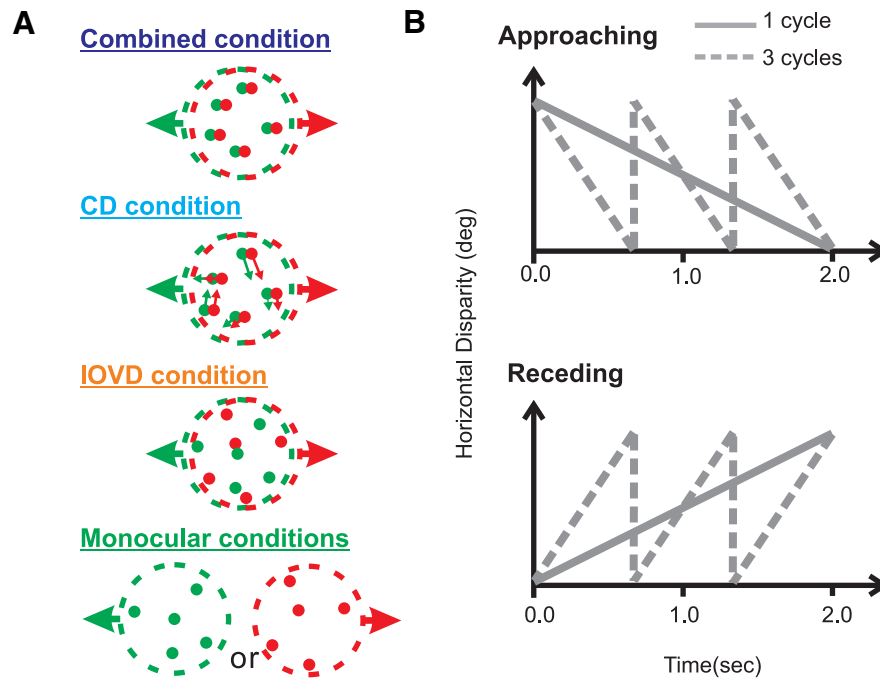 A
Combined condition
CD condition
IOVD condition
Monocular conditions
or
B
Approaching
1 cycle
3 cycles
Horizontal Disparity (deg)
0.0 1.0 2.0
Receding
0.0 1.0 2.0
Time(sec)